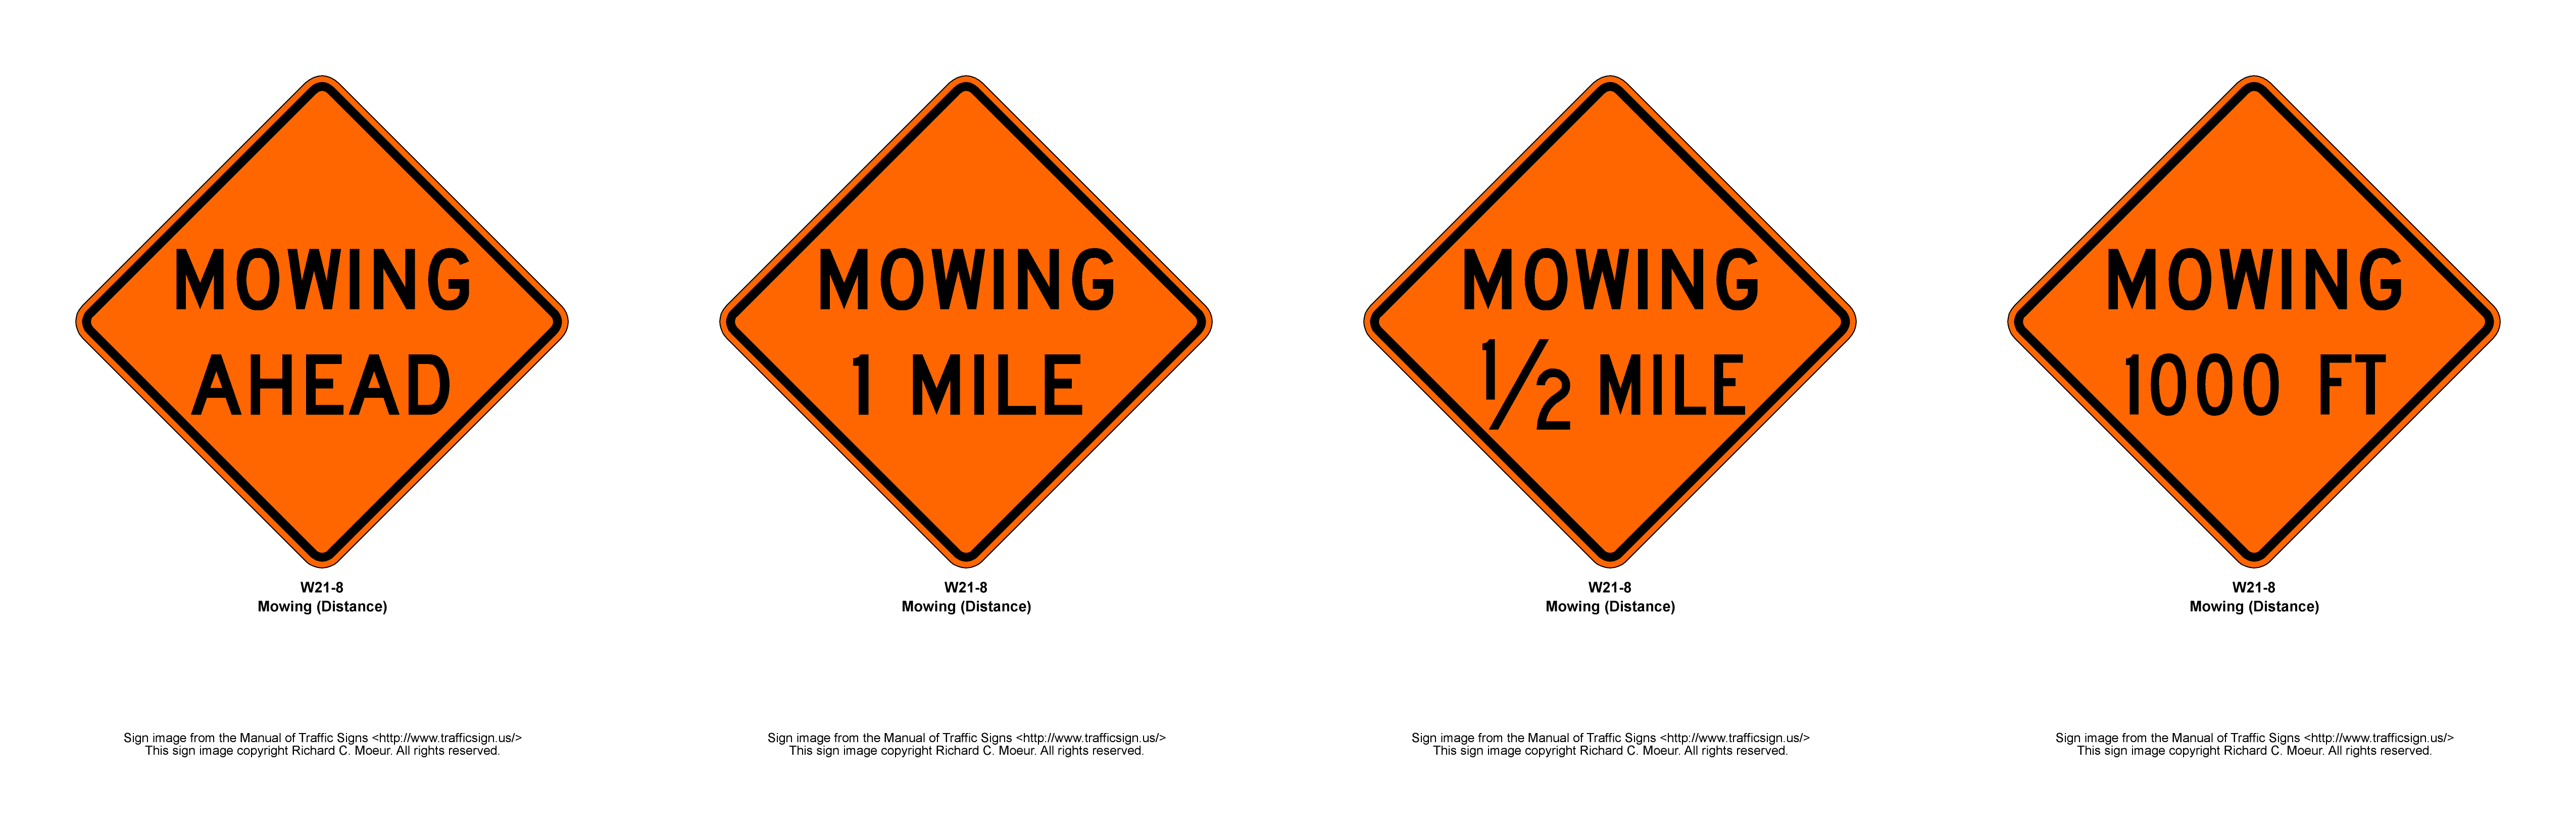 MOWING
AHEAD
W21-8
Mowing (Distance)
Sign image from the Manual of Traffic Signs <http://www.trafficsign.us/>
This sign image copyright Richard C. Moeur. All rights reserved.
MOWING
1 MILE
W21-8
Mowing (Distance)
Sign image from the Manual of Traffic Signs <http://www.trafficsign.us/>
This sign image copyright Richard C. Moeur. All rights reserved.
MOWING
1/2 MILE
W21-8
Mowing (Distance)
Sign image from the Manual of Traffic Signs <http://www.trafficsign.us/>
This sign image copyright Richard C. Moeur. All rights reserved.
MOWING
1000 FT
W21-8
Mowing (Distance)
Sign image from the Manual of Traffic Signs <http://www.trafficsign.us/>
This sign image copyright Richard C. Moeur. All rights reserved.